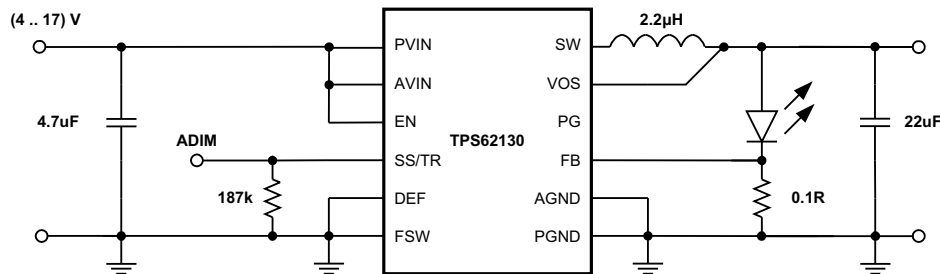 (4 .. 17) V
2.2µH
PVIN
SW
AVIN
VOS
4.7uF
EN
PG
22uF
ADIM
TPS62130
SS/TR
FB
187k
DEF
AGND
0.1R
FSW
PGND